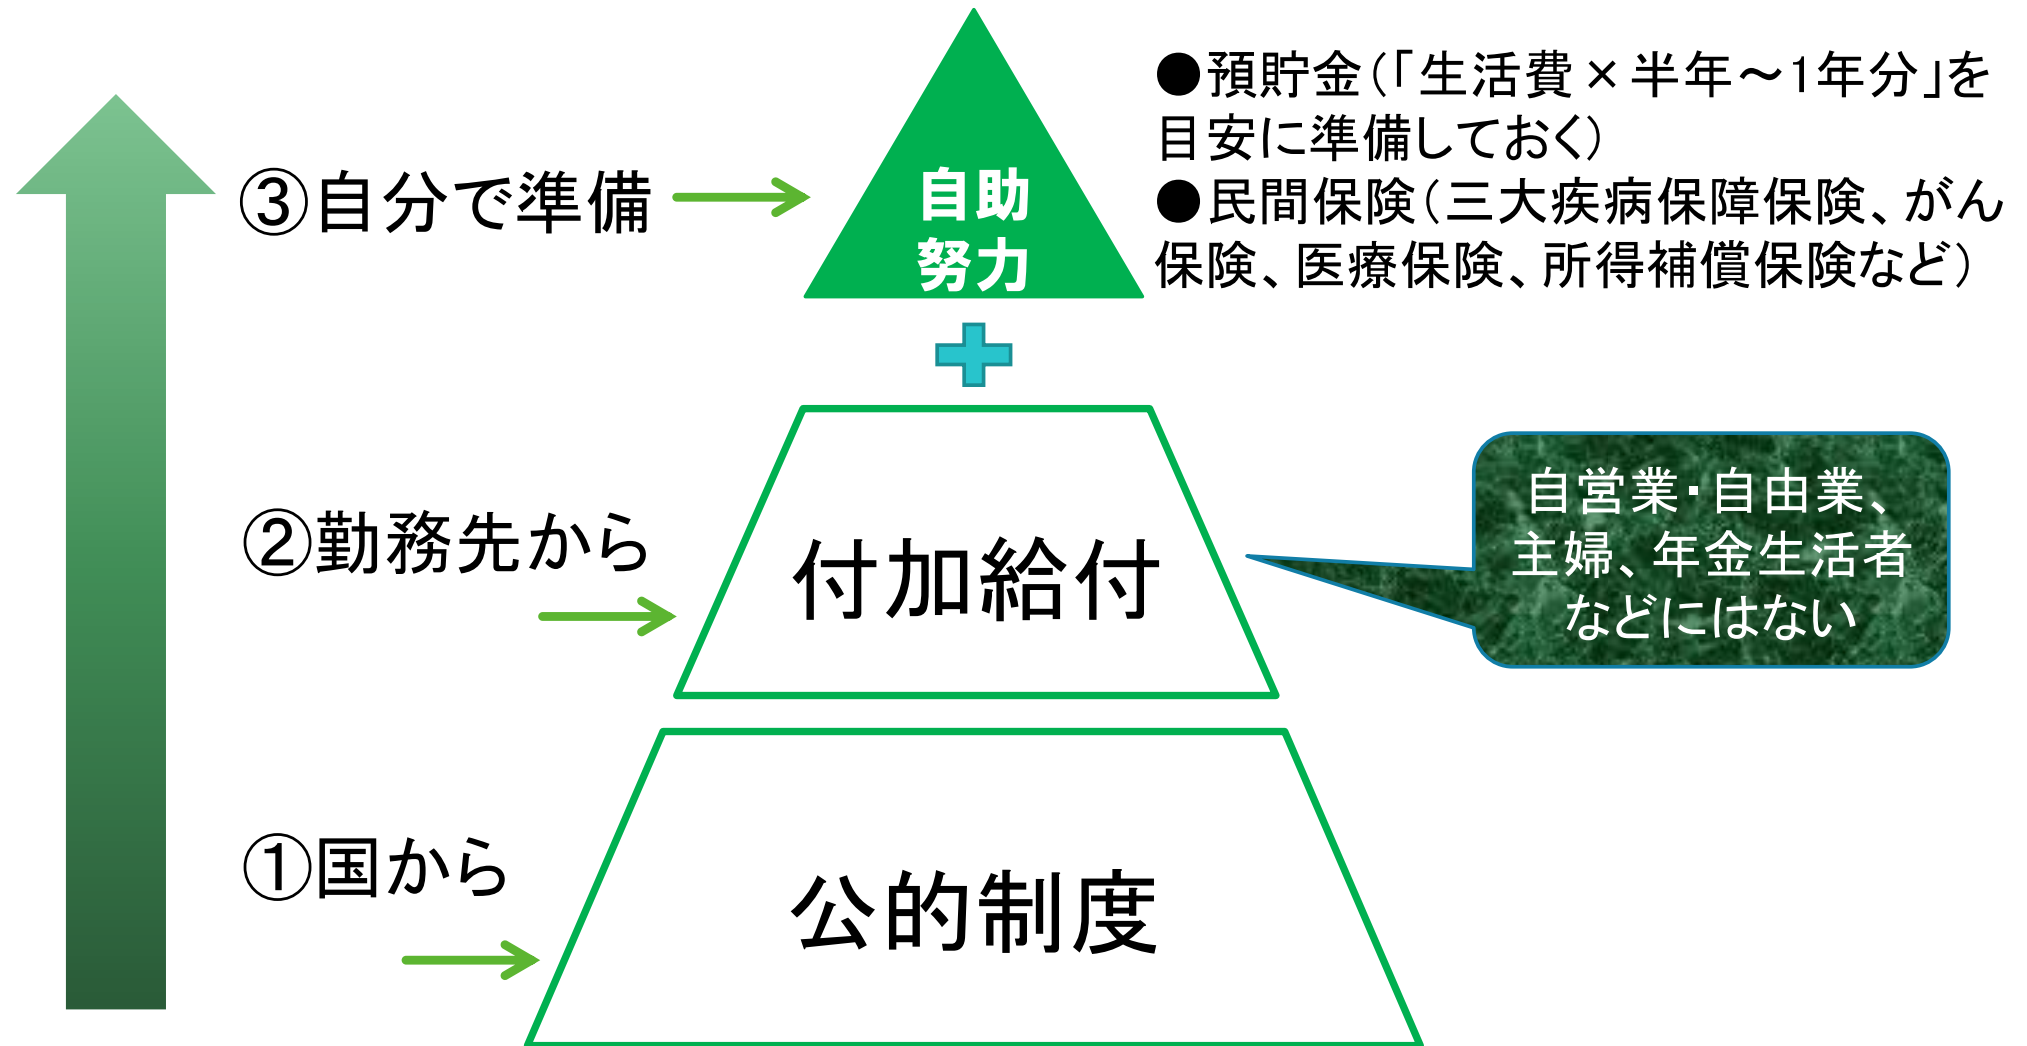 ●預貯金(「生活費×半年～1年分」を
目安に準備しておく)
●民間保険(三大疾病保障保険、がん
保険、医療保険、所得補償保険など)
③自分で準備
自助
努力
②勤務先から
付加給付
自営業・自由業、
主婦、年金生活者
などにはない
①国から
公的制度